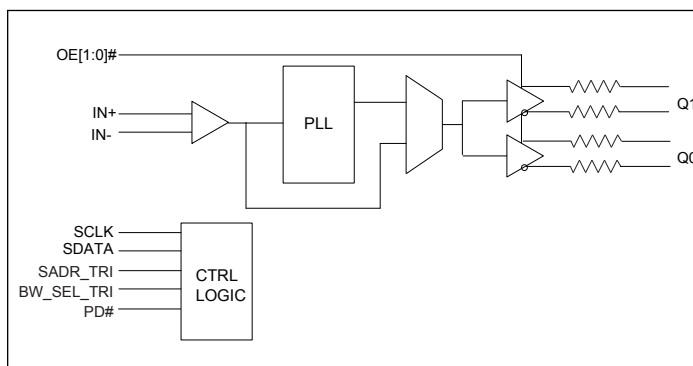 OE[1:0]#
IN+
IN-
PLL
Q1
Q0
SCLK
SDATA
SADR_TRI
BW_SEL_TRI
PD#
CTRL
LOGIC